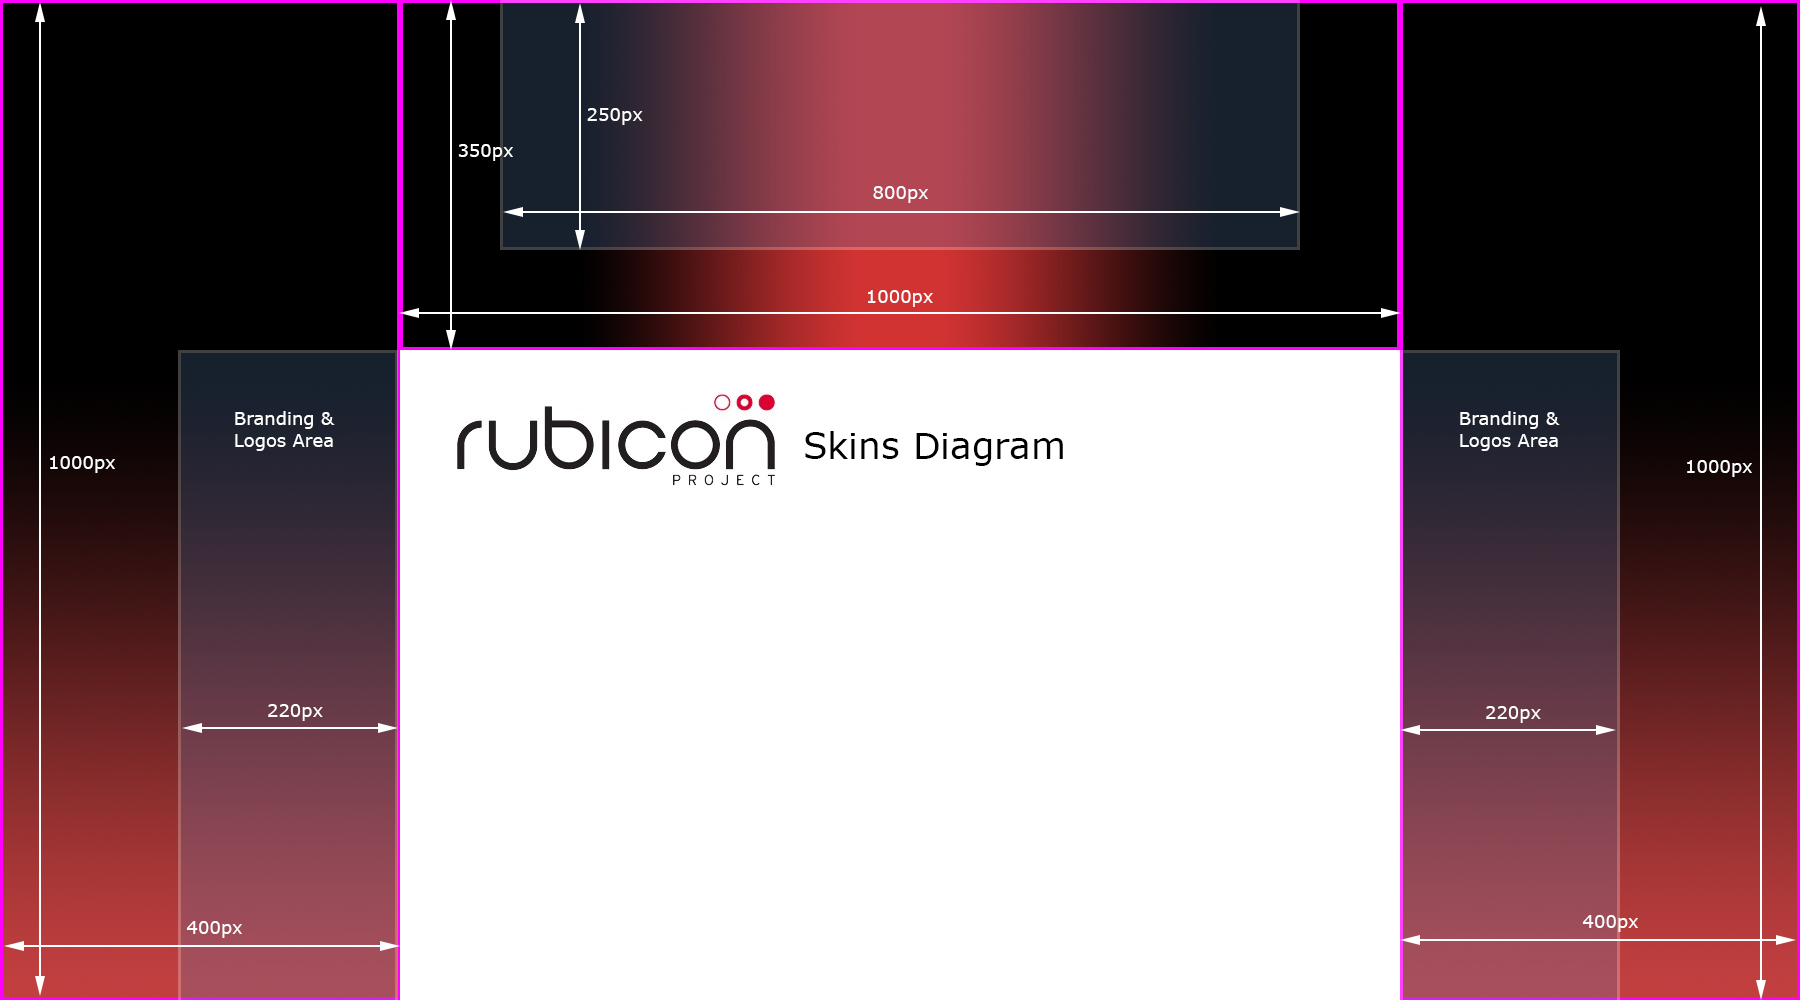 250px
350px
800px
1000px
rubicon
PROJECT
Skins Diagram
Branding &
Logos Area
1000px
220px
400px
Branding &
Logos Area
1000px
220px
400px